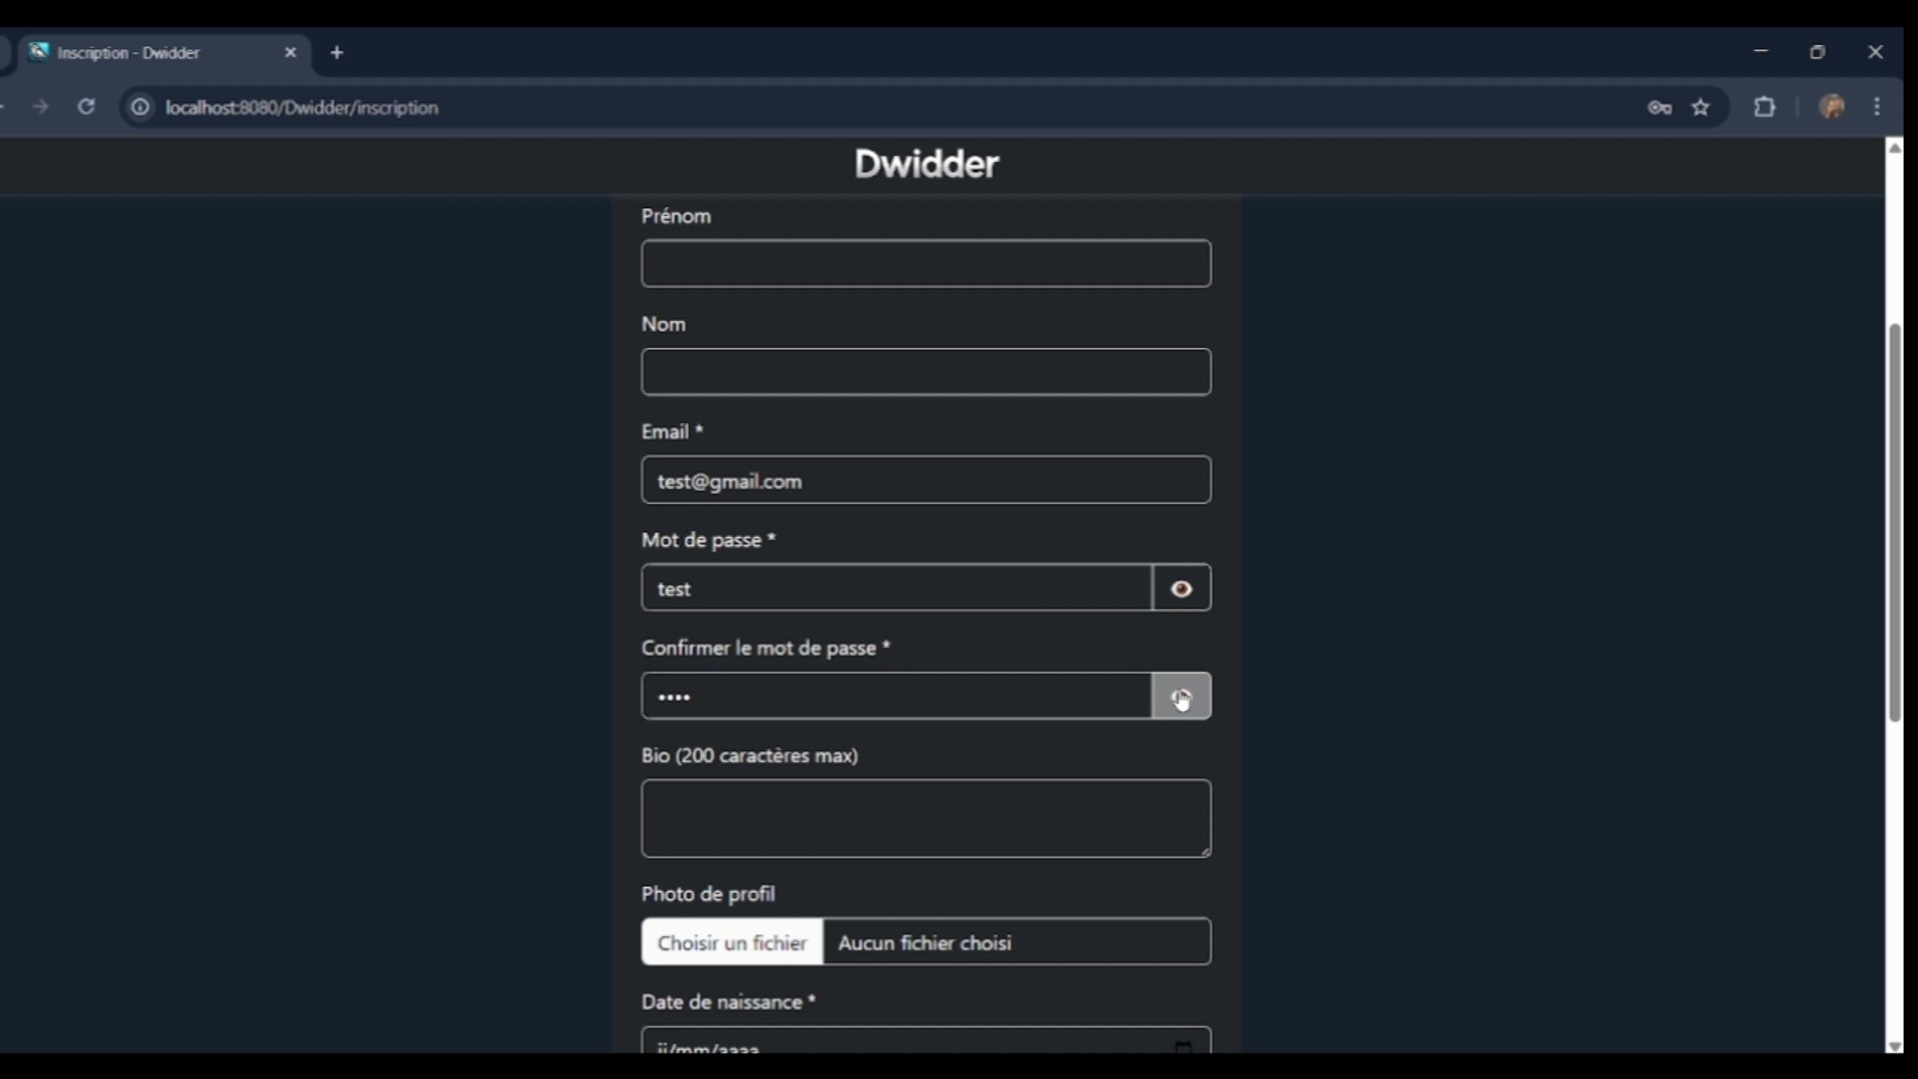 Inscription - Dwidder
localhost:8080/Dwidder/inscription
Dwidder
Prénom
Nom
Email *
test@gmail.com
Mot de passe *
test
Confirmer le mot de passe *
••••
Bio (200 caractères max)
Photo de profil
Choisir un fichier Aucun fichier choisi
Date de naissance *
jj/mm/aaaa